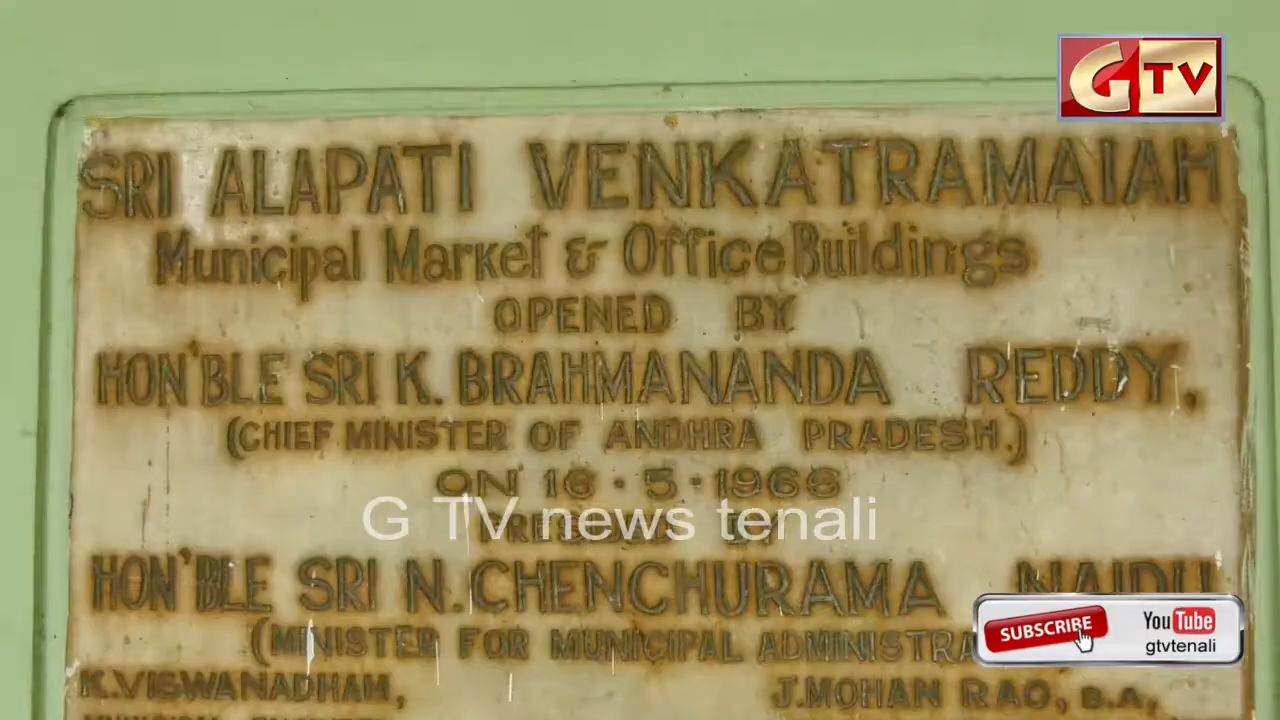 GTV
SRI ALAPATI VENKATRAMAIAH
Municipal Market & Office Buildings
OPENED BY
HON'BLE SRI K. BRAHMANANDA REDDY.
(CHIEF MINISTER OF ANDHRA PRADESH.)
ON 16·5·1968
G TV news tenali
BY
HON'BLE SRI N. CHENCHURAMA NAIDU
(MINISTER FOR MUNICIPAL
SUBSCRIBE
YouTube
gtvtenali
K. VISWANADHAM,
J. MOHAN RAO, B.A,